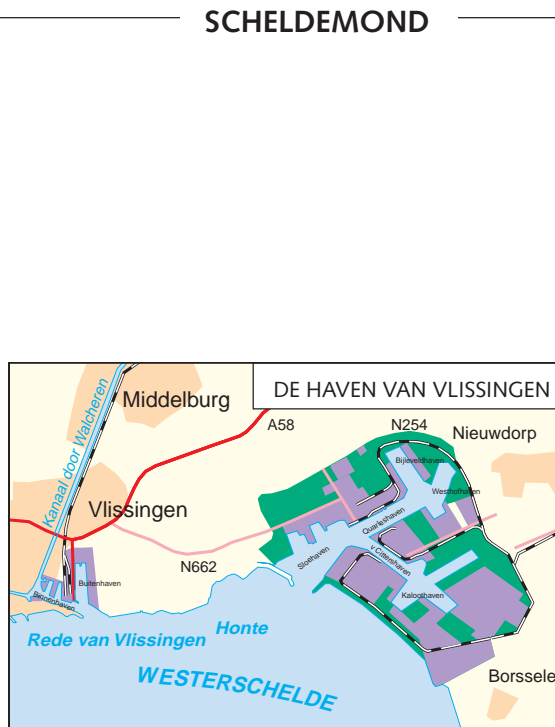 SCHELDEMOND
DE HAVEN VAN VLISSINGEN
Middelburg
A58
N254
Nieuwdorp
Kanaal door Walcheren
Bijleveldhaven
Westhofhaven
Vlissingen
Quarleshaven
N662
Sloehaven
v Cittershaven
Buitenhaven
Kaloothaven
Binnenhaven
Rede van Vlissingen
Honte
WESTERSCHELDE
Borssele